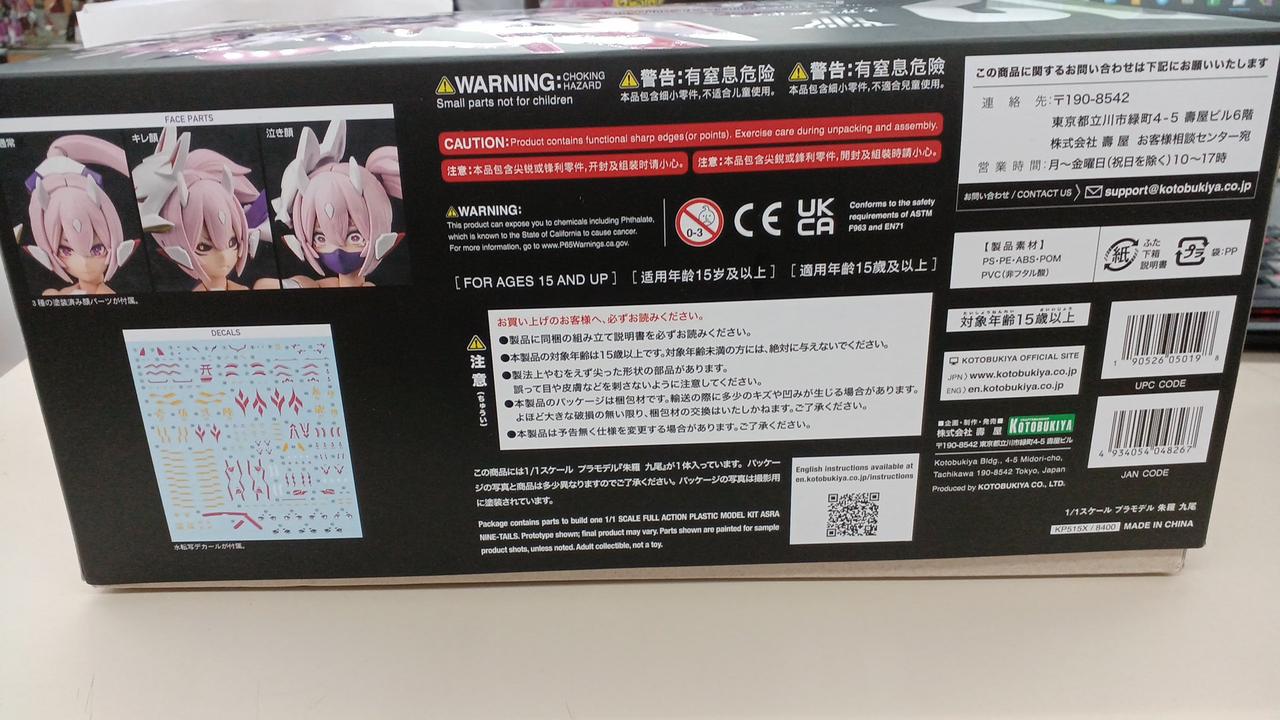 FACE PARTS
通常
キレ顔
泣き顔
3種の塗装済み顔パーツが付属。
DECALS
水転写デカールが付属。
WARNING: CHOKING HAZARD
Small parts not for children
警告:有窒息危险
本品包含细小零件,不适合儿童使用。
警告:有窒息危險
本品包含細小零件,不適合兒童使用。
CAUTION: Product contains functional sharp edges (or points). Exercise care during unpacking and assembly.
注意:本品包含尖锐或锋利零件,开封及组装时请小心。
注意:本品包含尖銳或鋒利零件,開封及組裝時請小心。
WARNING:
This product can expose you to chemicals including Phthalate,
which is known to the State of California to cause cancer.
For more information, go to www.P65Warnings.ca.gov.
0-3
CE
UK
CA
Conforms to the safety
requirements of ASTM
F963 and EN71
[FOR AGES 15 AND UP] [适用年龄15岁及以上] [適用年齡15歲及以上]
注意(ちゅうい)
お買い上げのお客様へ、必ずお読みください。
●製品に同梱の組み立て説明書を必ずお読みください。
●本製品の対象年齢は15歳以上です。対象年齢未満の方には、絶対に与えないでください。
●製法上やむをえず尖った形状の部品があります。
誤って目や皮膚などを刺さないように注意してください。
●本製品のパッケージは梱包材です。輸送の際に多少のキズや凹みが生じる場合があります。
よほど大きな破損の無い限り、梱包材の交換はいたしかねます。ご了承ください。
●本製品は予告無く仕様を変更する場合があります。ご了承ください。
この商品には1/1スケール プラモデル『朱羅 九尾』が1体入っています。パッケー
ジの写真と商品は多少異なりますのでご了承ください。パッケージの写真は撮影用
に塗装されています。
Package contains parts to build one 1/1 SCALE FULL ACTION PLASTIC MODEL KIT ASRA
NINE-TAILS. Prototype shown; final product may vary. Parts shown are painted for sample
product shots, unless noted. Adult collectible, not a toy.
English instructions available at
en.kotobukiya.co.jp/instructions
この商品に関するお問い合わせは下記にお願いいたします
連絡先:〒190-8542
東京都立川市緑町4-5 壽屋ビル6階
株式会社 壽屋 お客様相談センター宛
営業時間:月〜金曜日(祝日を除く)10〜17時
お問い合わせ / CONTACT US support@kotobukiya.co.jp
【製品素材】
PS・PE・ABS・POM
PVC(非フタル酸)
紙
ふた
下箱
説明書
プラ
袋:PP
たいしょうねんれい さいいじょう
対象年齢15歳以上
KOTOBUKIYA OFFICIAL SITE
JPN) www.kotobukiya.co.jp
ENG) en.kotobukiya.co.jp
■企画・制作・発売■
株式会社 壽屋
KOTOBUKIYA
〒190-8542 東京都立川市緑町4-5 壽屋ビル
Kotobukiya Bldg., 4-5 Midori-cho,
Tachikawa 190-8542 Tokyo, Japan
Produced by KOTOBUKIYA CO., LTD.
1 90526 05019 8
UPC CODE
4 934054 048267
JAN CODE
1/1スケール プラモデル 朱羅 九尾
KP515X / 8400 MADE IN CHINA